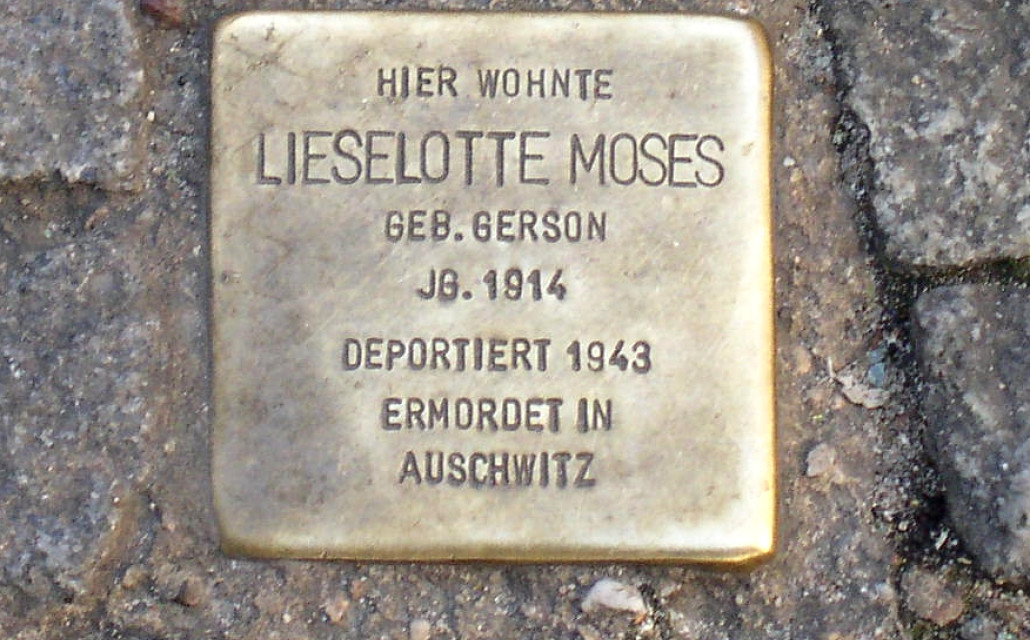 HIER WOHNTE
LIESELOTTE MOSES
GEB. GERSON
JG. 1914
DEPORTIERT 1943
ERMORDET IN
AUSCHWITZ